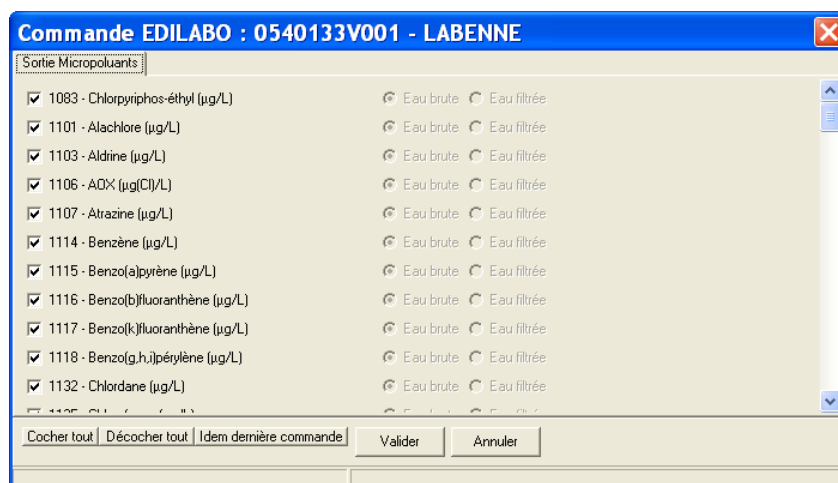 Commande EDILABO : 0540133V001 - LABENNE
Sortie Micropoluants
1083 - Chlorpyriphos-éthyl (µg/L) Eau brute Eau filtrée
1101 - Alachlore (µg/L) Eau brute Eau filtrée
1103 - Aldrine (µg/L) Eau brute Eau filtrée
1106 - AOX (µg(Cl)/L) Eau brute Eau filtrée
1107 - Atrazine (µg/L) Eau brute Eau filtrée
1114 - Benzène (µg/L) Eau brute Eau filtrée
1115 - Benzo(a)pyrène (µg/L) Eau brute Eau filtrée
1116 - Benzo(b)fluoranthène (µg/L) Eau brute Eau filtrée
1117 - Benzo(k)fluoranthène (µg/L) Eau brute Eau filtrée
1118 - Benzo(g,h,i)pérylène (µg/L) Eau brute Eau filtrée
1132 - Chlordane (µg/L) Eau brute Eau filtrée
Cocher tout Décocher tout Idem dernière commande Valider Annuler